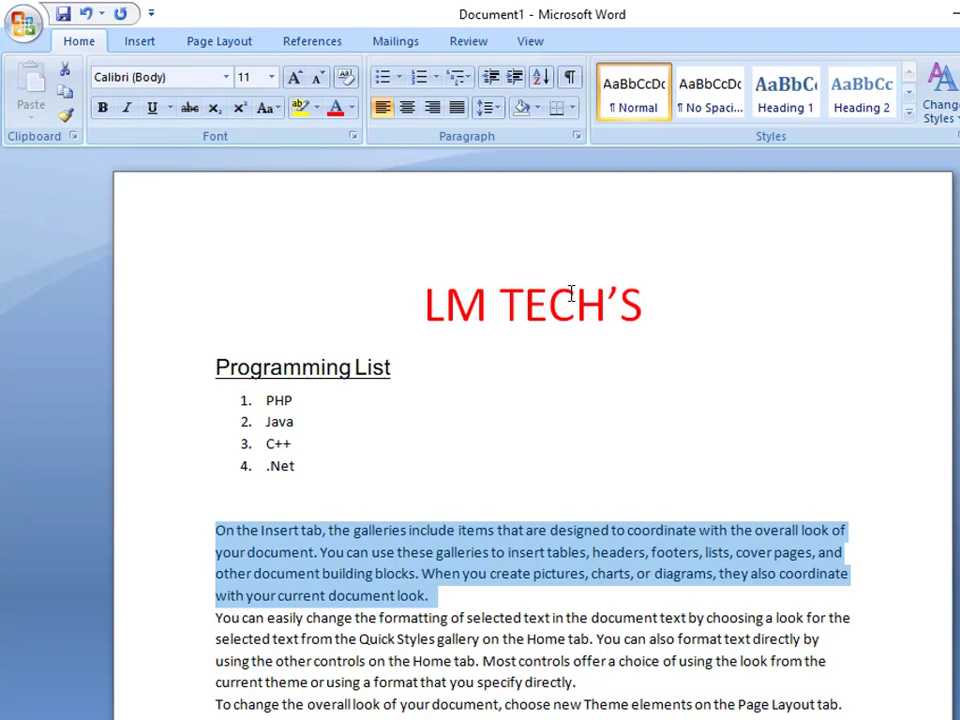 Document1 - Microsoft Word
Home Insert Page Layout References Mailings Review View
Calibri (Body) 11
AaBbCcDc AaBbCcDc AaBbC AaBbCc
Paste
B I U abc X₂ X² Aa A
¶ Normal ¶ No Spaci... Heading 1 Heading 2
Styles
Clipboard Font Paragraph Styles
LM TECH'S
Programming List
1. PHP
2. Java
3. C++
4. .Net
On the Insert tab, the galleries include items that are designed to coordinate with the overall look of
your document. You can use these galleries to insert tables, headers, footers, lists, cover pages, and
other document building blocks. When you create pictures, charts, or diagrams, they also coordinate
with your current document look.
You can easily change the formatting of selected text in the document text by choosing a look for the
selected text from the Quick Styles gallery on the Home tab. You can also format text directly by
using the other controls on the Home tab. Most controls offer a choice of using the look from the
current theme or using a format that you specify directly.
To change the overall look of your document, choose new Theme elements on the Page Layout tab.